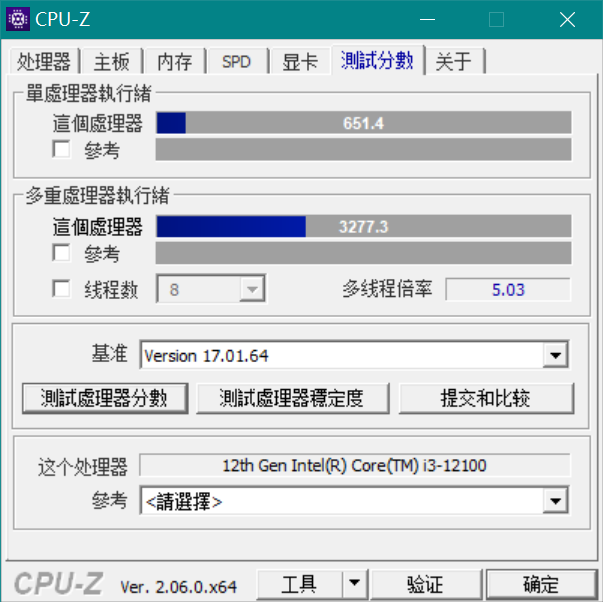 CPU-Z
处理器 主板 内存 SPD 显卡 測試分數 关于
單處理器執行緒
這個處理器 651.4
參考
多重處理器執行緒
這個處理器 3277.3
參考
线程数 8 多线程倍率 5.03
基准 Version 17.01.64
測試處理器分數 測試處理器穩定度 提交和比较
这个处理器 12th Gen Intel(R) Core(TM) i3-12100
參考 <請選擇>
CPU-Z Ver. 2.06.0.x64 工具 验证 确定